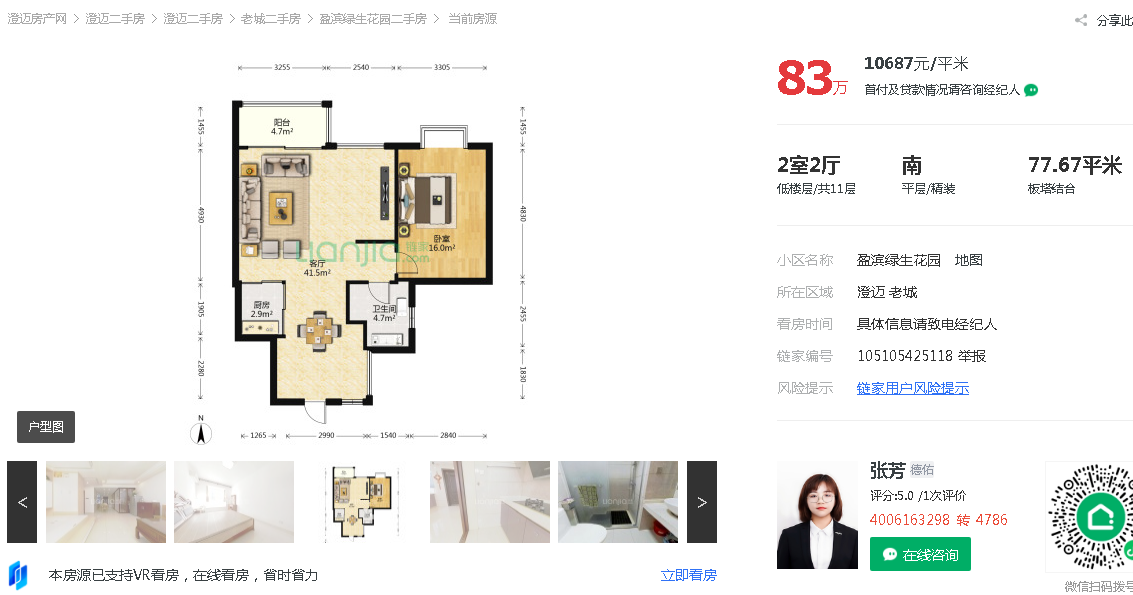 澄迈房产网 > 澄迈二手房 > 澄迈二手房 > 老城二手房 > 盈滨绿生花园二手房 > 当前房源
分享此
3255 2540 3305
1455
4930
1905
2280
1455
4830
2455
1830
阳台
4.7m²
卧室
16.0m²
lianjia 链家
.com
客厅
41.5m²
厨房
2.9m²
卫生间
4.7m²
N
1265 2990 1540 2840
户型图
< >
本房源已支持VR看房，在线看房，省时省力 立即看房
83万
10687元/平米
首付及贷款情况请咨询经纪人
2室2厅 南 77.67平米
低楼层/共11层 平层/精装 板塔结合
小区名称 盈滨绿生花园 地图
所在区域 澄迈 老城
看房时间 具体信息请致电经纪人
链家编号 105105425118 举报
风险提示 链家用户风险提示
张芳 德佑
评分:5.0 /1次评价
4006163298 转 4786
在线咨询
微信扫码拨号